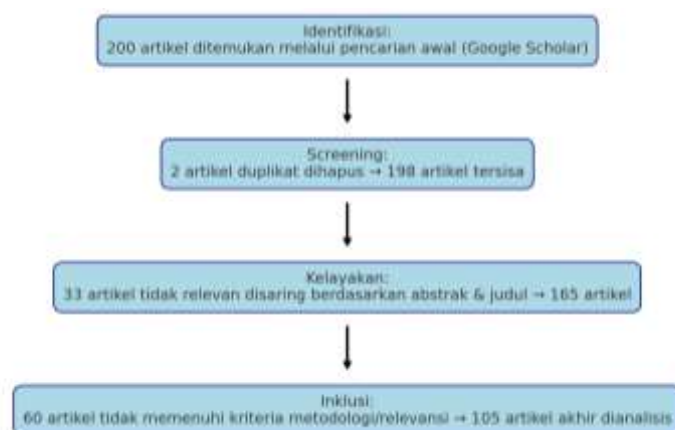 Identifikasi:
200 artikel ditemukan melalui pencarian awal (Google Scholar)
Screening:
2 artikel duplikat dihapus → 198 artikel tersisa
Kelayakan:
33 artikel tidak relevan disaring berdasarkan abstrak & judul → 165 artikel
Inklusi:
60 artikel tidak memenuhi kriteria metodologi/relevansi → 105 artikel akhir dianalisis